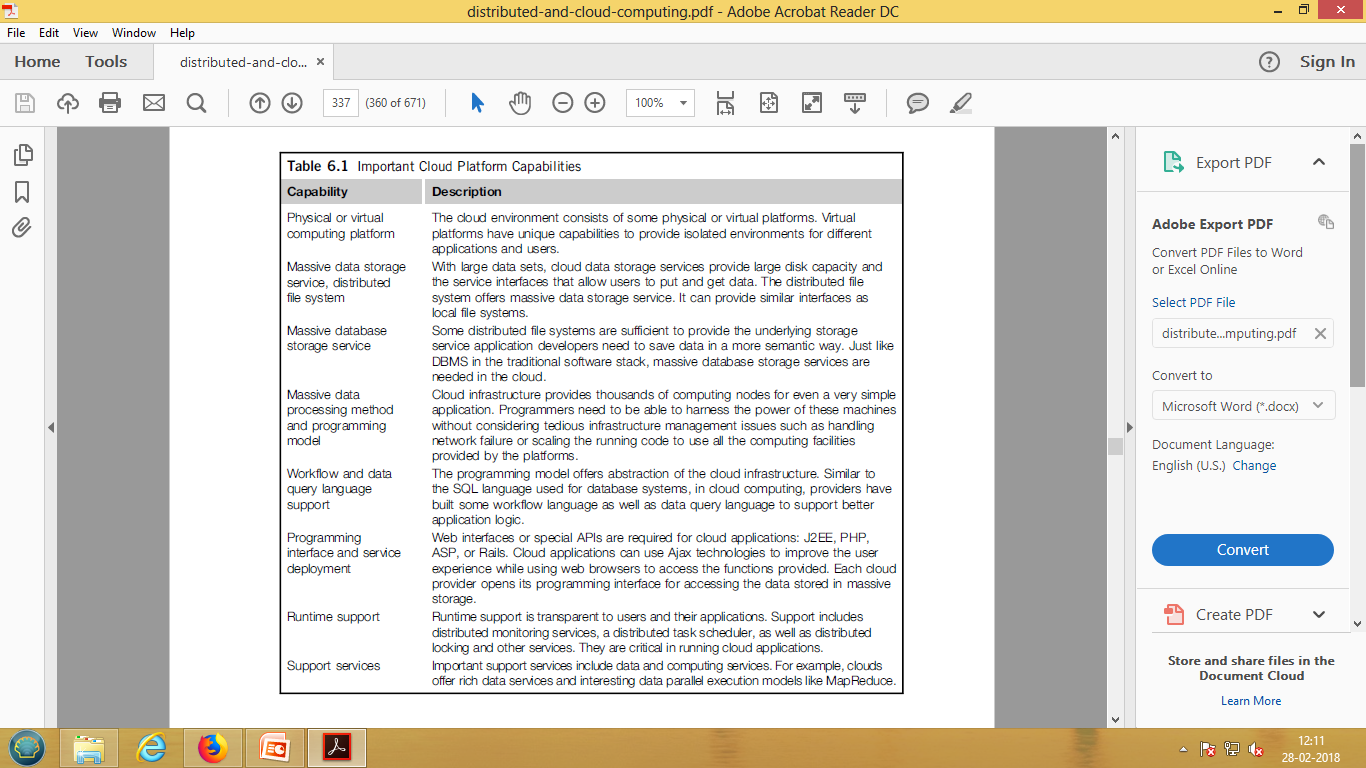 distributed-and-cloud-computing.pdf - Adobe Acrobat Reader DC
File Edit View Window Help
Home Tools distributed-and-clo... × ? Sign In
337 (360 of 671) 100%
Table 6.1 Important Cloud Platform Capabilities
Capability Description
Physical or virtual The cloud environment consists of some physical or virtual platforms. Virtual
computing platform platforms have unique capabilities to provide isolated environments for different
applications and users.
Massive data storage With large data sets, cloud data storage services provide large disk capacity and
service, distributed the service interfaces that allow users to put and get data. The distributed file
file system system offers massive data storage service. It can provide similar interfaces as
local file systems.
Massive database Some distributed file systems are sufficient to provide the underlying storage
storage service service application developers need to save data in a more semantic way. Just like
DBMS in the traditional software stack, massive database storage services are
needed in the cloud.
Massive data Cloud infrastructure provides thousands of computing nodes for even a very simple
processing method application. Programmers need to be able to harness the power of these machines
and programming without considering tedious infrastructure management issues such as handling
model network failure or scaling the running code to use all the computing facilities
provided by the platforms.
Workflow and data The programming model offers abstraction of the cloud infrastructure. Similar to
query language the SQL language used for database systems, in cloud computing, providers have
support built some workflow language as well as data query language to support better
application logic.
Programming Web interfaces or special APIs are required for cloud applications: J2EE, PHP,
interface and service ASP, or Rails. Cloud applications can use Ajax technologies to improve the user
deployment experience while using web browsers to access the functions provided. Each cloud
provider opens its programming interface for accessing the data stored in massive
storage.
Runtime support Runtime support is transparent to users and their applications. Support includes
distributed monitoring services, a distributed task scheduler, as well as distributed
locking and other services. They are critical in running cloud applications.
Support services Important support services include data and computing services. For example, clouds
offer rich data services and interesting data parallel execution models like MapReduce.
Export PDF
Adobe Export PDF
Convert PDF Files to Word
or Excel Online
Select PDF File
distribute...mputing.pdf
Convert to
Microsoft Word (*.docx)
Document Language:
English (U.S.) Change
Convert
Create PDF
Store and share files in the
Document Cloud
Learn More
12:11
28-02-2018